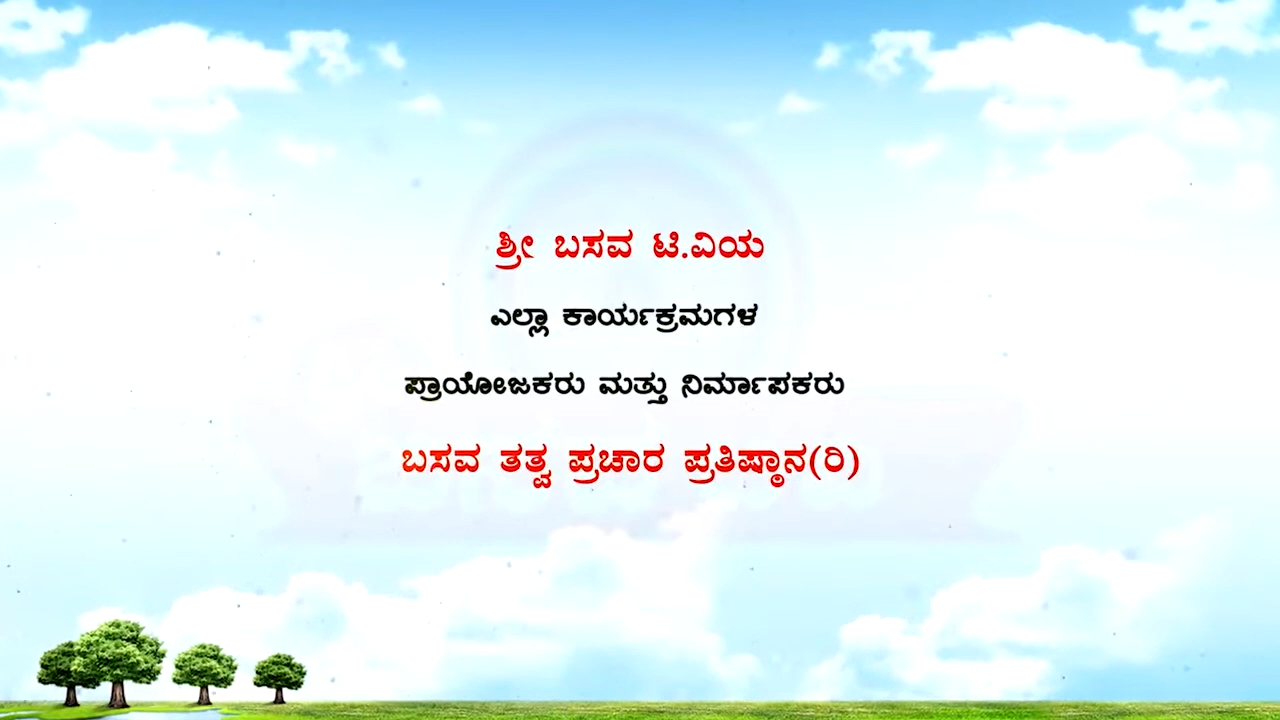 ಶ್ರೀ ಬಸವ ಟಿ.ವಿಯ
ಎಲ್ಲಾ ಕಾರ್ಯಕ್ರಮಗಳ
ಪ್ರಾಯೋಜಕರು ಮತ್ತು ನಿರ್ಮಾಪಕರು
ಬಸವ ತತ್ವ ಪ್ರಚಾರ ಪ್ರತಿಷ್ಠಾನ(ರಿ)